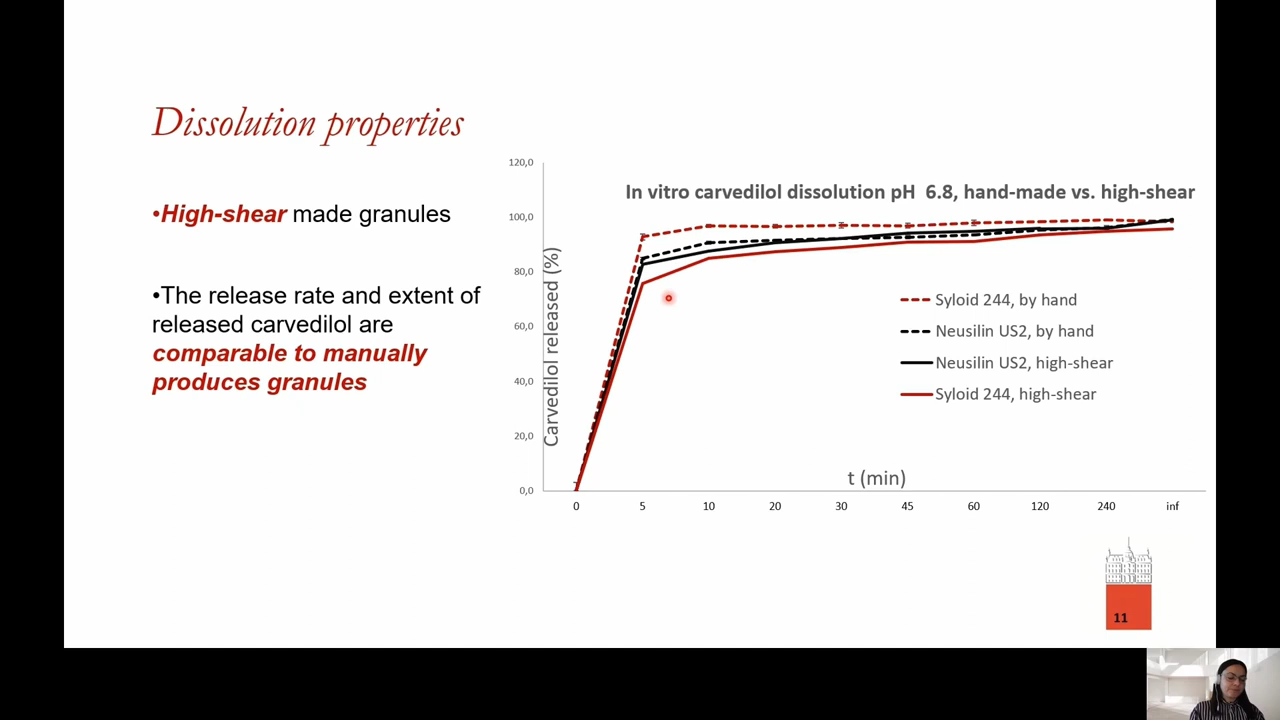 Dissolution properties
•High-shear made granules
•The release rate and extent of
released carvedilol are
comparable to manually
produces granules
In vitro carvedilol dissolution pH 6.8, hand-made vs. high-shear
Carvedilol released (%)
120,0
100,0
80,0
60,0
40,0
20,0
0,0
Syloid 244, by hand
Neusilin US2, by hand
Neusilin US2, high-shear
Syloid 244, high-shear
t (min)
0 5 10 20 30 45 60 120 240 inf
11